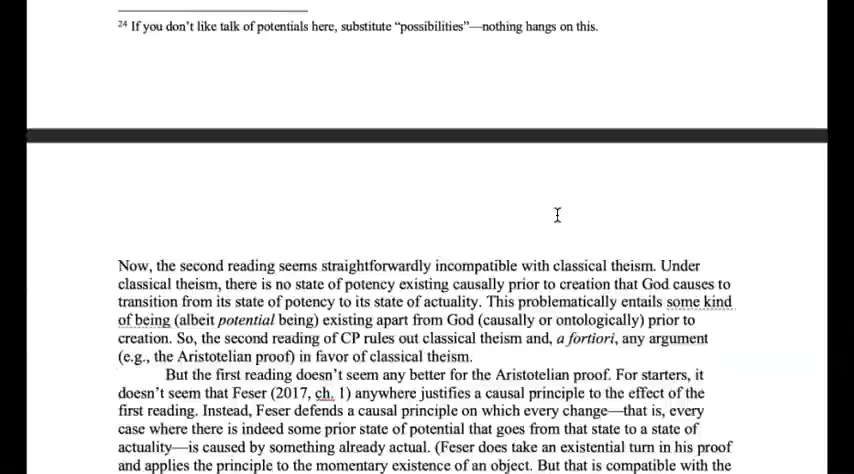 24 If you don't like talk of potentials here, substitute "possibilities"—nothing hangs on this.
Now, the second reading seems straightforwardly incompatible with classical theism. Under
classical theism, there is no state of potency existing causally prior to creation that God causes to
transition from its state of potency to its state of actuality. This problematically entails some kind
of being (albeit potential being) existing apart from God (causally or ontologically) prior to
creation. So, the second reading of CP rules out classical theism and, a fortiori, any argument
(e.g., the Aristotelian proof) in favor of classical theism.
But the first reading doesn't seem any better for the Aristotelian proof. For starters, it
doesn't seem that Feser (2017, ch. 1) anywhere justifies a causal principle to the effect of the
first reading. Instead, Feser defends a causal principle on which every change—that is, every
case where there is indeed some prior state of potential that goes from that state to a state of
actuality—is caused by something already actual. (Feser does take an existential turn in his proof
and applies the principle to the momentary existence of an object. But that is compatible with the